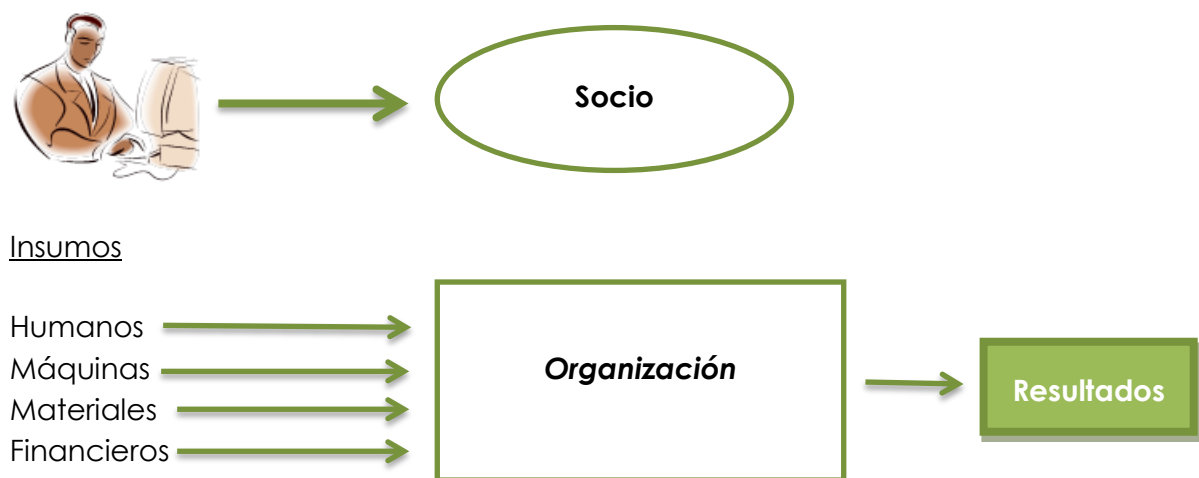 Socio
Insumos
Humanos
Máquinas
Materiales
Financieros
Organización
Resultados